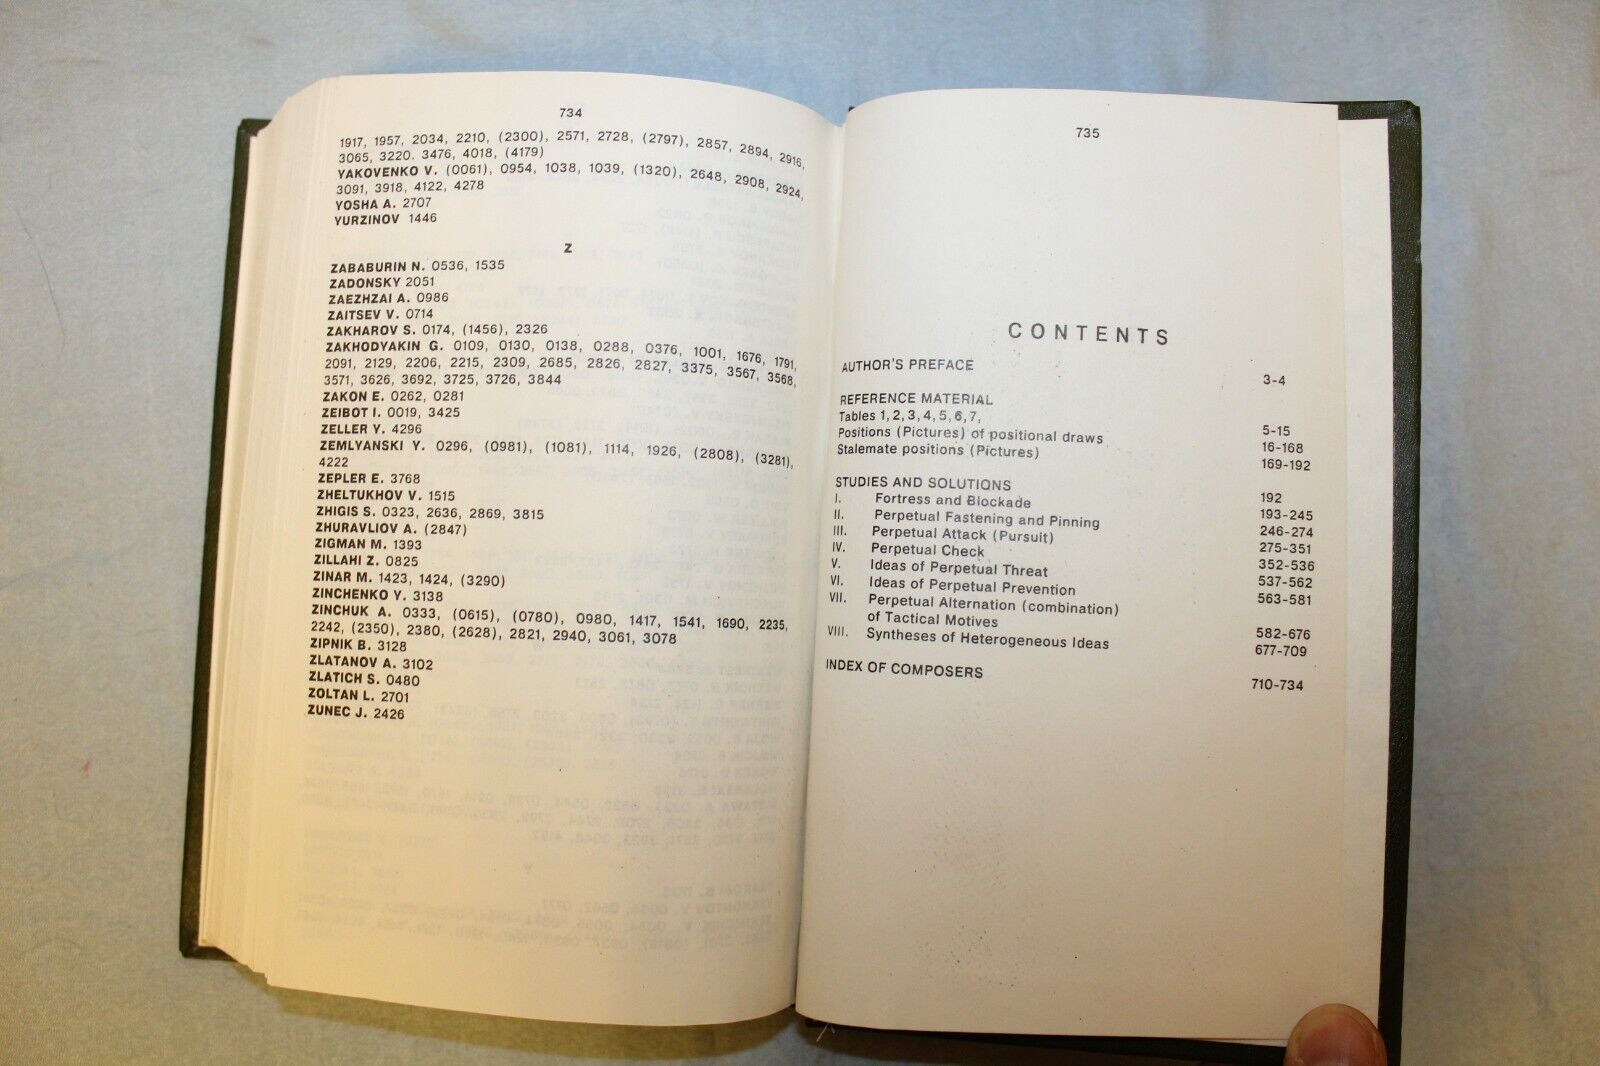 734
1917, 1957, 2034, 2210, (2300), 2571, 2728, (2797), 2857, 2894, 2916,
3065, 3220. 3476, 4018, (4179)
YAKOVENKO V. (0061), 0954, 1038, 1039, (1320), 2648, 2908, 2924,
3091, 3918, 4122, 4278
YOSHA A. 2707
YURZINOV 1446
Z
ZABABURIN N. 0536, 1535
ZADONSKY 2051
ZAEZHZAI A. 0986
ZAITSEV V. 0714
ZAKHAROV S. 0174, (1456), 2326
ZAKHODYAKIN G. 0109, 0130, 0138, 0288, 0376, 1001, 1676, 1791,
2091, 2129, 2206, 2215, 2309, 2685, 2826, 2827, 3375, 3567, 3568,
3571, 3626, 3692, 3725, 3726, 3844
ZAKON E. 0262, 0281
ZEIBOT I. 0019, 3425
ZELLER Y. 4296
ZEMLYANSKI Y. 0296, (0981), (1081), 1114, 1926, (2808), (3281),
4222
ZEPLER E. 3768
ZHELTUKHOV V. 1515
ZHIGIS S. 0323, 2636, 2869, 3815
ZHURAVLIOV A. (2847)
ZIGMAN M. 1393
ZILLAHI Z. 0825
ZINAR M. 1423, 1424, (3290)
ZINCHENKO Y. 3138
ZINCHUK A. 0333, (0615), (0780), 0980, 1417, 1541, 1690, 2235,
2242, (2350), 2380, (2628), 2821, 2940, 3061, 3078
ZIPNIK B. 3128
ZLATANOV A. 3102
ZLATICH S. 0480
ZOLTAN L. 2701
ZUNEC J. 2426
735
CONTENTS
AUTHOR'S PREFACE 3-4
REFERENCE MATERIAL
Tables 1, 2, 3, 4, 5, 6, 7, 5-15
Positions (Pictures) of positional draws 16-168
Stalemate positions (Pictures) 169-192
STUDIES AND SOLUTIONS 192
I. Fortress and Blockade 193-245
II. Perpetual Fastening and Pinning 246-274
III. Perpetual Attack (Pursuit) 275-351
IV. Perpetual Check 352-536
V. Ideas of Perpetual Threat 537-562
VI. Ideas of Perpetual Prevention 563-581
VII. Perpetual Alternation (combination)
of Tactical Motives 582-676
VIII. Syntheses of Heterogeneous Ideas 677-709
INDEX OF COMPOSERS 710-734